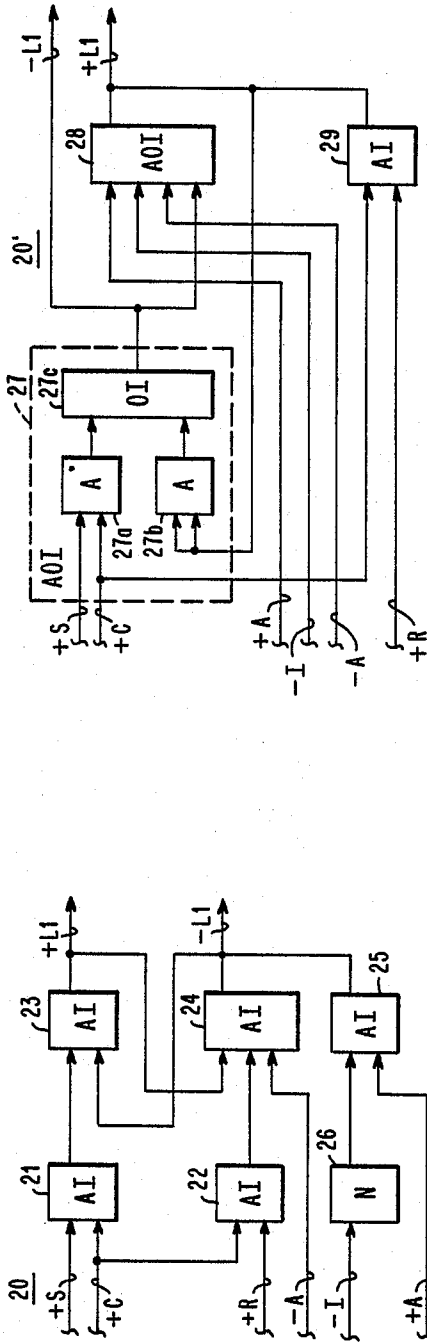 20
+S
+C
21
AI
23
AI
+L1
+R
22
AI
24
AI
-L1
-A
-I
26
N
25
AI
+A
20'
27
AOI
+S
+C
27a
A
27b
A
27c
OI
28
AOI
-L1
+L1
+A
-I
-A
+R
29
AI